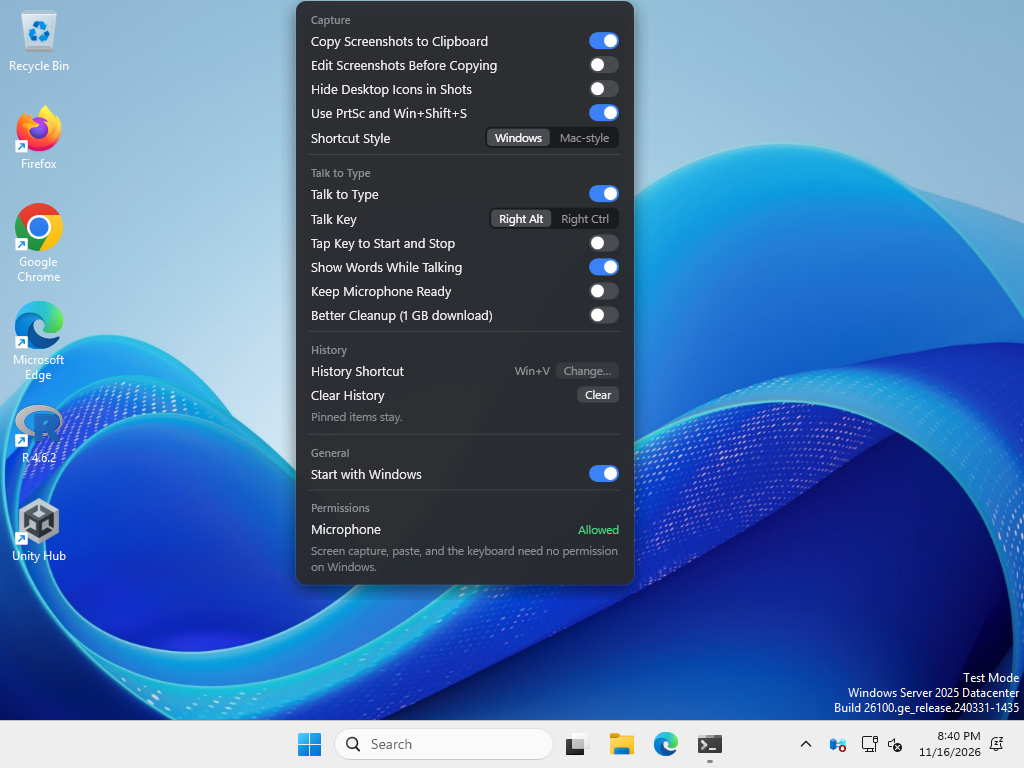 Capture
Copy Screenshots to Clipboard
Edit Screenshots Before Copying
Hide Desktop Icons in Shots
Use PrtSc and Win+Shift+S
Shortcut Style Windows Mac-style
Talk to Type
Talk to Type
Talk Key Right Alt Right Ctrl
Tap Key to Start and Stop
Show Words While Talking
Keep Microphone Ready
Better Cleanup (1 GB download)
History
History Shortcut Win+V Change...
Clear History Clear
Pinned items stay.
General
Start with Windows
Permissions
Microphone Allowed
Screen capture, paste, and the keyboard need no permission
on Windows.
Recycle Bin
Firefox
Google
Chrome
Microsoft
Edge
R 4.6.2
Unity Hub
Test Mode
Windows Server 2025 Datacenter
Build 26100.ge_release.240331-1435
Search
8:40 PM
11/16/2026